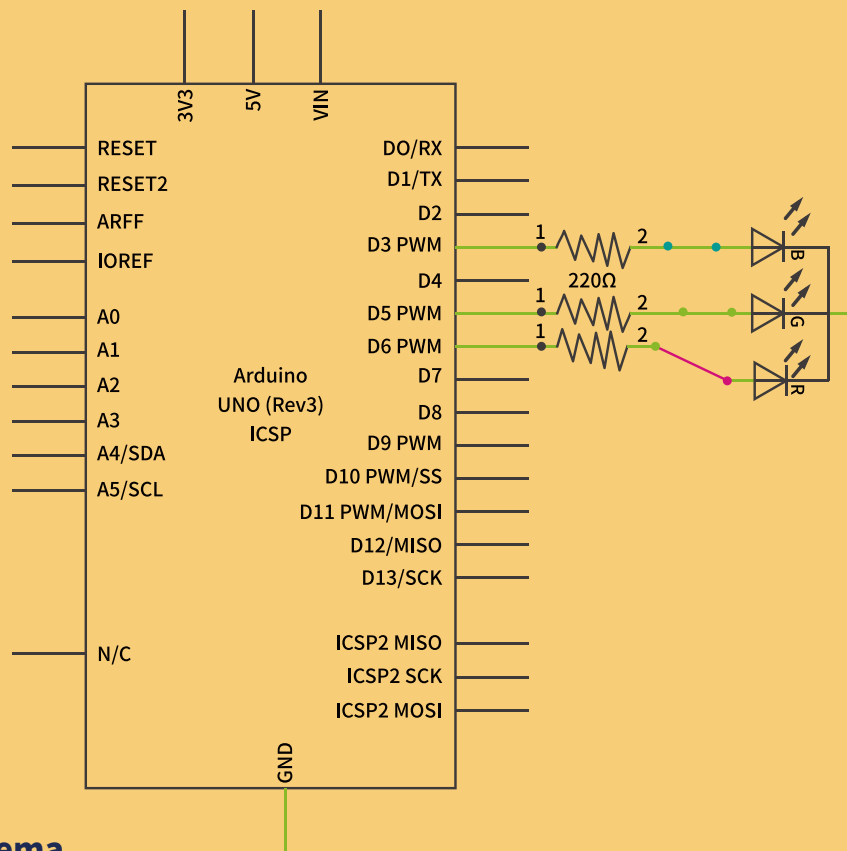 3V3
5V
VIN
RESET
RESET2
ARFF
IOREF
A0
A1
A2
A3
A4/SDA
A5/SCL
N/C
Arduino
UNO (Rev3)
ICSP
DO/RX
D1/TX
D2
D3 PWM
D4
D5 PWM
D6 PWM
D7
D8
D9 PWM
D10 PWM/SS
D11 PWM/MOSI
D12/MISO
D13/SCK
ICSP2 MISO
ICSP2 SCK
ICSP2 MOSI
GND
1
2
B
220Ω
1
2
G
1
2
R
ema